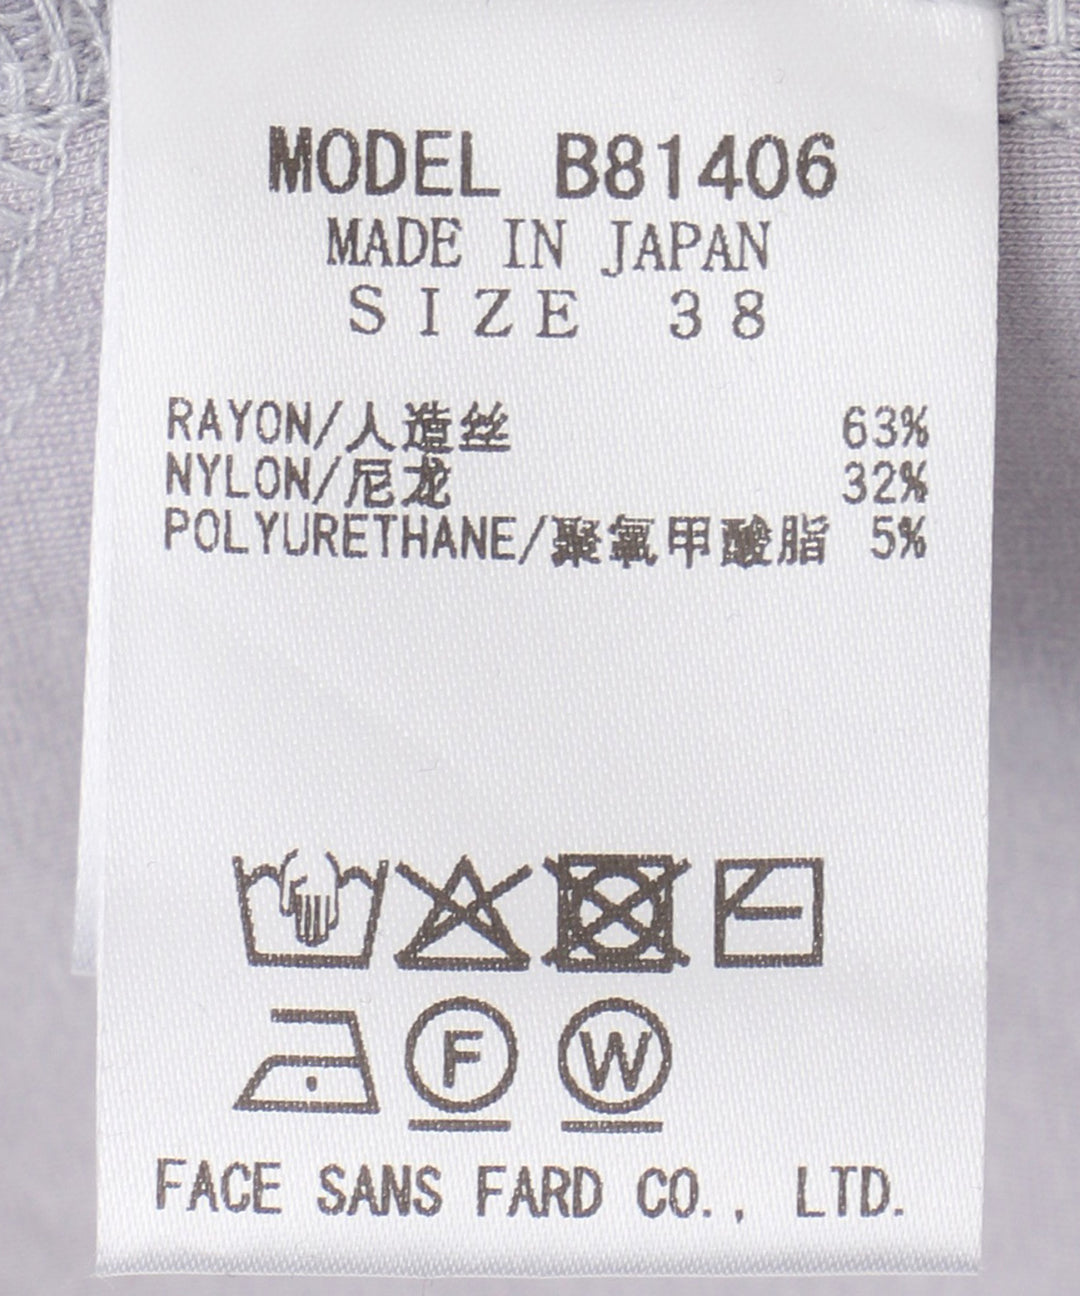 MODEL B81406
MADE IN JAPAN
SIZE 38
RAYON/人造丝 63%
NYLON/尼龙 32%
POLYURETHANE/聚氨甲酸脂 5%
F W
FACE SANS FARD CO., LTD.